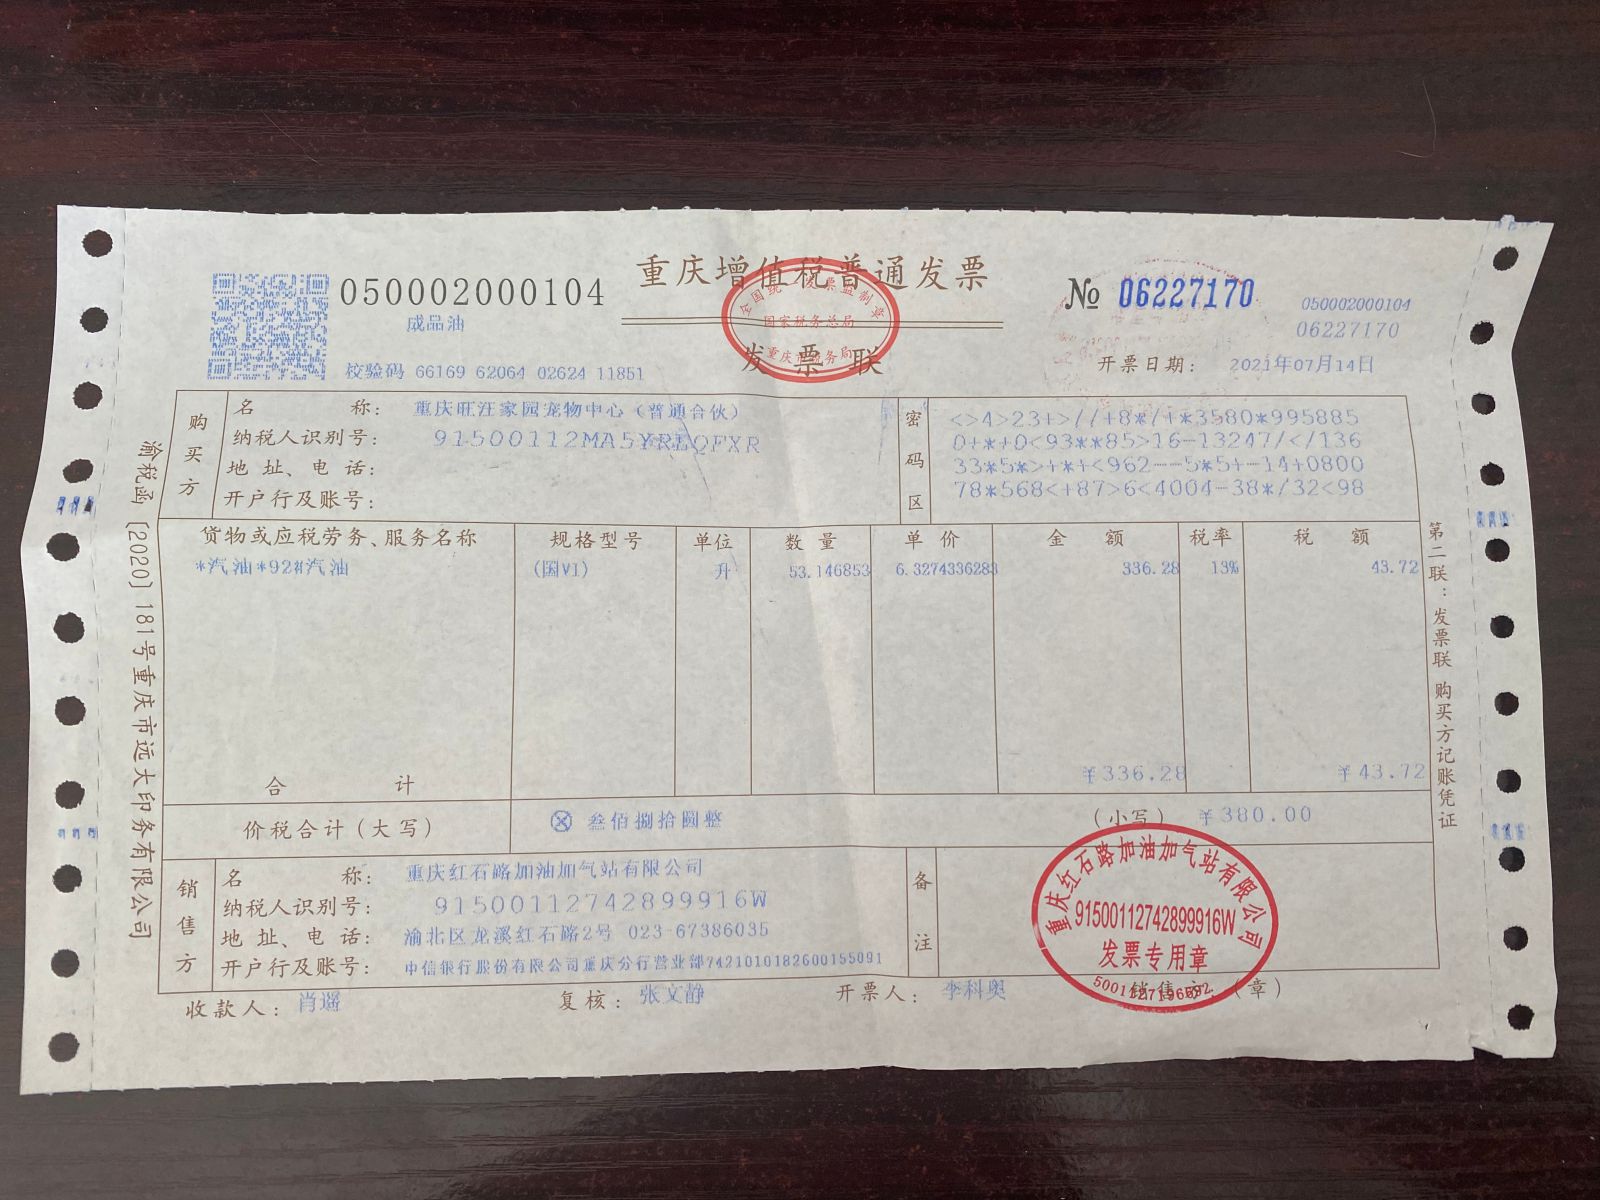 重庆增值税普通发票
发票联
050002000104
成品油
校验码 66169 62064 02624 11851
№ 06227170
050002000104
06227170
开票日期: 2021年07月14日
全国统一发票监制章
国家税务总局
重庆市税务局
购买方
名称: 重庆旺汪家园宠物中心(普通合伙)
纳税人识别号: 91500112MA5YRLQFXR
地址、电话:
开户行及账号:
密码区
<>4>23+>//+8*/+*3580*995885
0+*+0<93**85>16-13247/</136
33*5*>+*+<962--5*5+-14+0800
78*568<+87>6<4004-38*/32<98
货物或应税劳务、服务名称 规格型号 单位 数量 单价 金额 税率 税额
*汽油*92#汽油 (国VI) 升 53.146853 6.3274336283 336.28 13% 43.72
合计 ¥336.28 ¥43.72
价税合计(大写) ⊗ 叁佰捌拾圆整 (小写) ¥380.00
销售方
名称: 重庆红石路加油加气站有限公司
纳税人识别号: 91500112742899916W
地址、电话: 渝北区龙溪红石路2号 023-67386035
开户行及账号: 中信银行股份有限公司重庆分行营业部7421010182600155091
备注
重庆红石路加油加气站有限公司
91500112742899916W
发票专用章
收款人: 肖遥 复核: 张文静 开票人: 李科奥 销售方:(章)
渝税函〔2020〕181号重庆市远大印务有限公司
第二联:发票联 购买方记账凭证